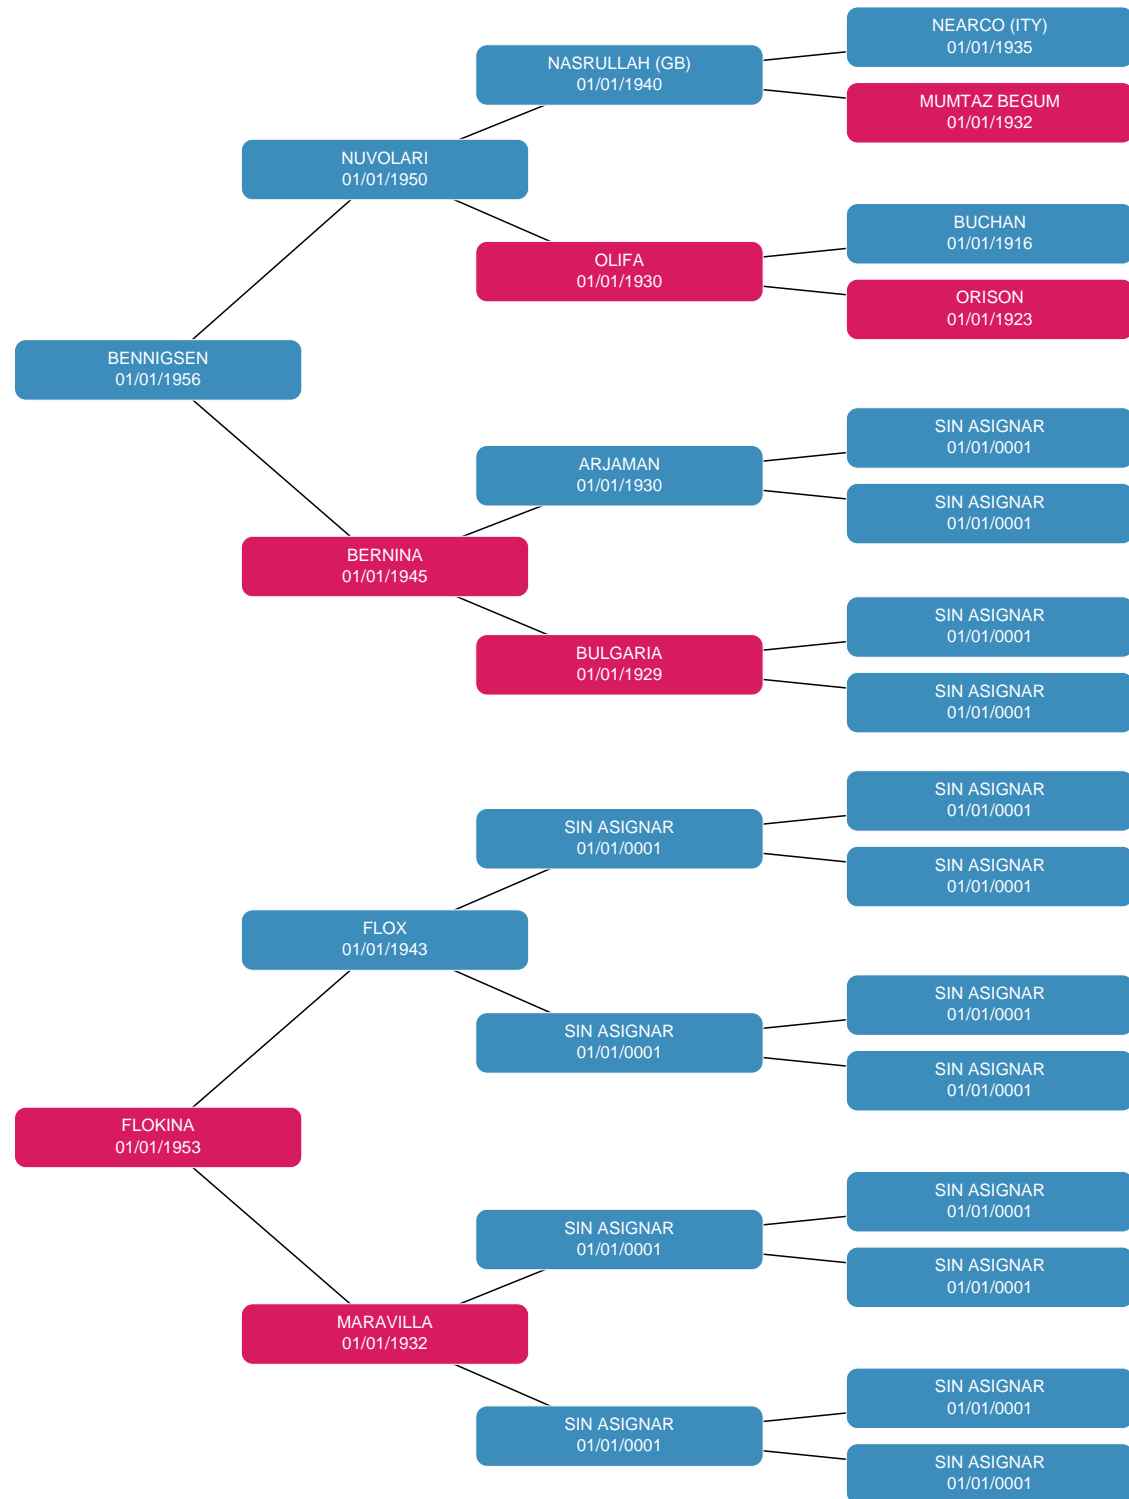 NEARCO (ITY)
01/01/1935
NASRULLAH (GB)
01/01/1940
MUMTAZ BEGUM
01/01/1932
NUVOLARI
01/01/1950
BUCHAN
01/01/1916
OLIFA
01/01/1930
ORISON
01/01/1923
BENNIGSEN
01/01/1956
SIN ASIGNAR
01/01/0001
ARJAMAN
01/01/1930
SIN ASIGNAR
01/01/0001
BERNINA
01/01/1945
SIN ASIGNAR
01/01/0001
BULGARIA
01/01/1929
SIN ASIGNAR
01/01/0001
SIN ASIGNAR
01/01/0001
SIN ASIGNAR
01/01/0001
SIN ASIGNAR
01/01/0001
FLOX
01/01/1943
SIN ASIGNAR
01/01/0001
SIN ASIGNAR
01/01/0001
SIN ASIGNAR
01/01/0001
FLOKINA
01/01/1953
SIN ASIGNAR
01/01/0001
SIN ASIGNAR
01/01/0001
SIN ASIGNAR
01/01/0001
MARAVILLA
01/01/1932
SIN ASIGNAR
01/01/0001
SIN ASIGNAR
01/01/0001
SIN ASIGNAR
01/01/0001